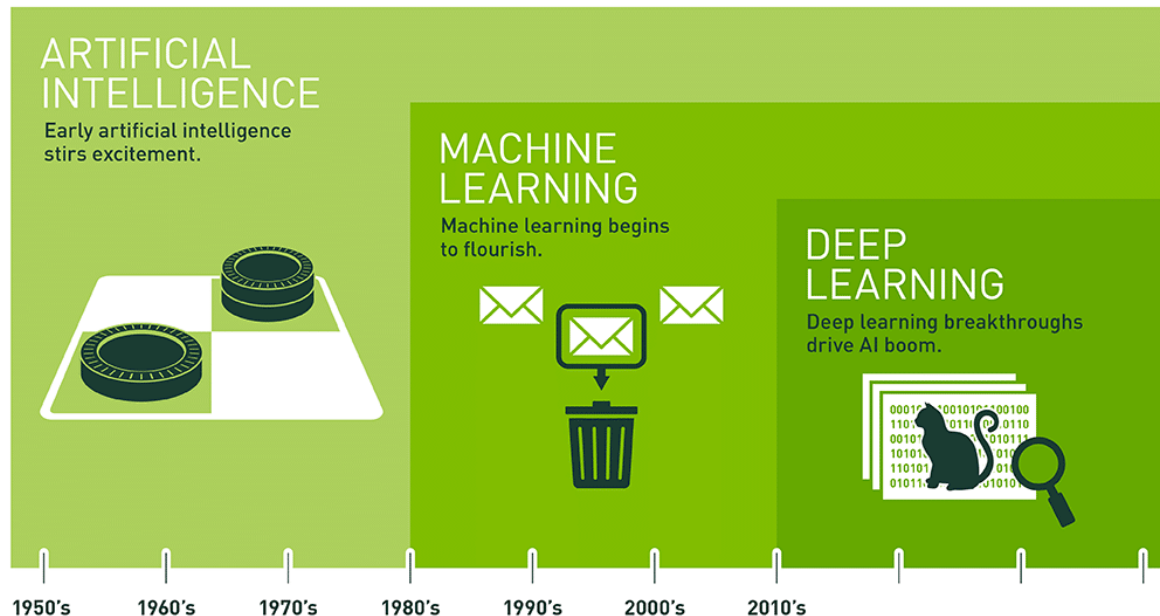 ARTIFICIAL
INTELLIGENCE
Early artificial intelligence
stirs excitement.
MACHINE
LEARNING
Machine learning begins
to flourish.
DEEP
LEARNING
Deep learning breakthroughs
drive AI boom.
1950's 1960's 1970's 1980's 1990's 2000's 2010's